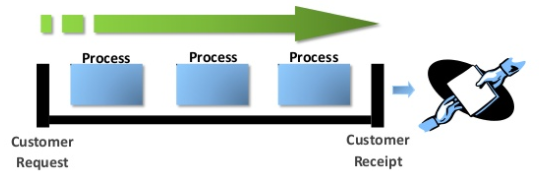 Process
Process
Process
Customer
Request
Customer
Receipt